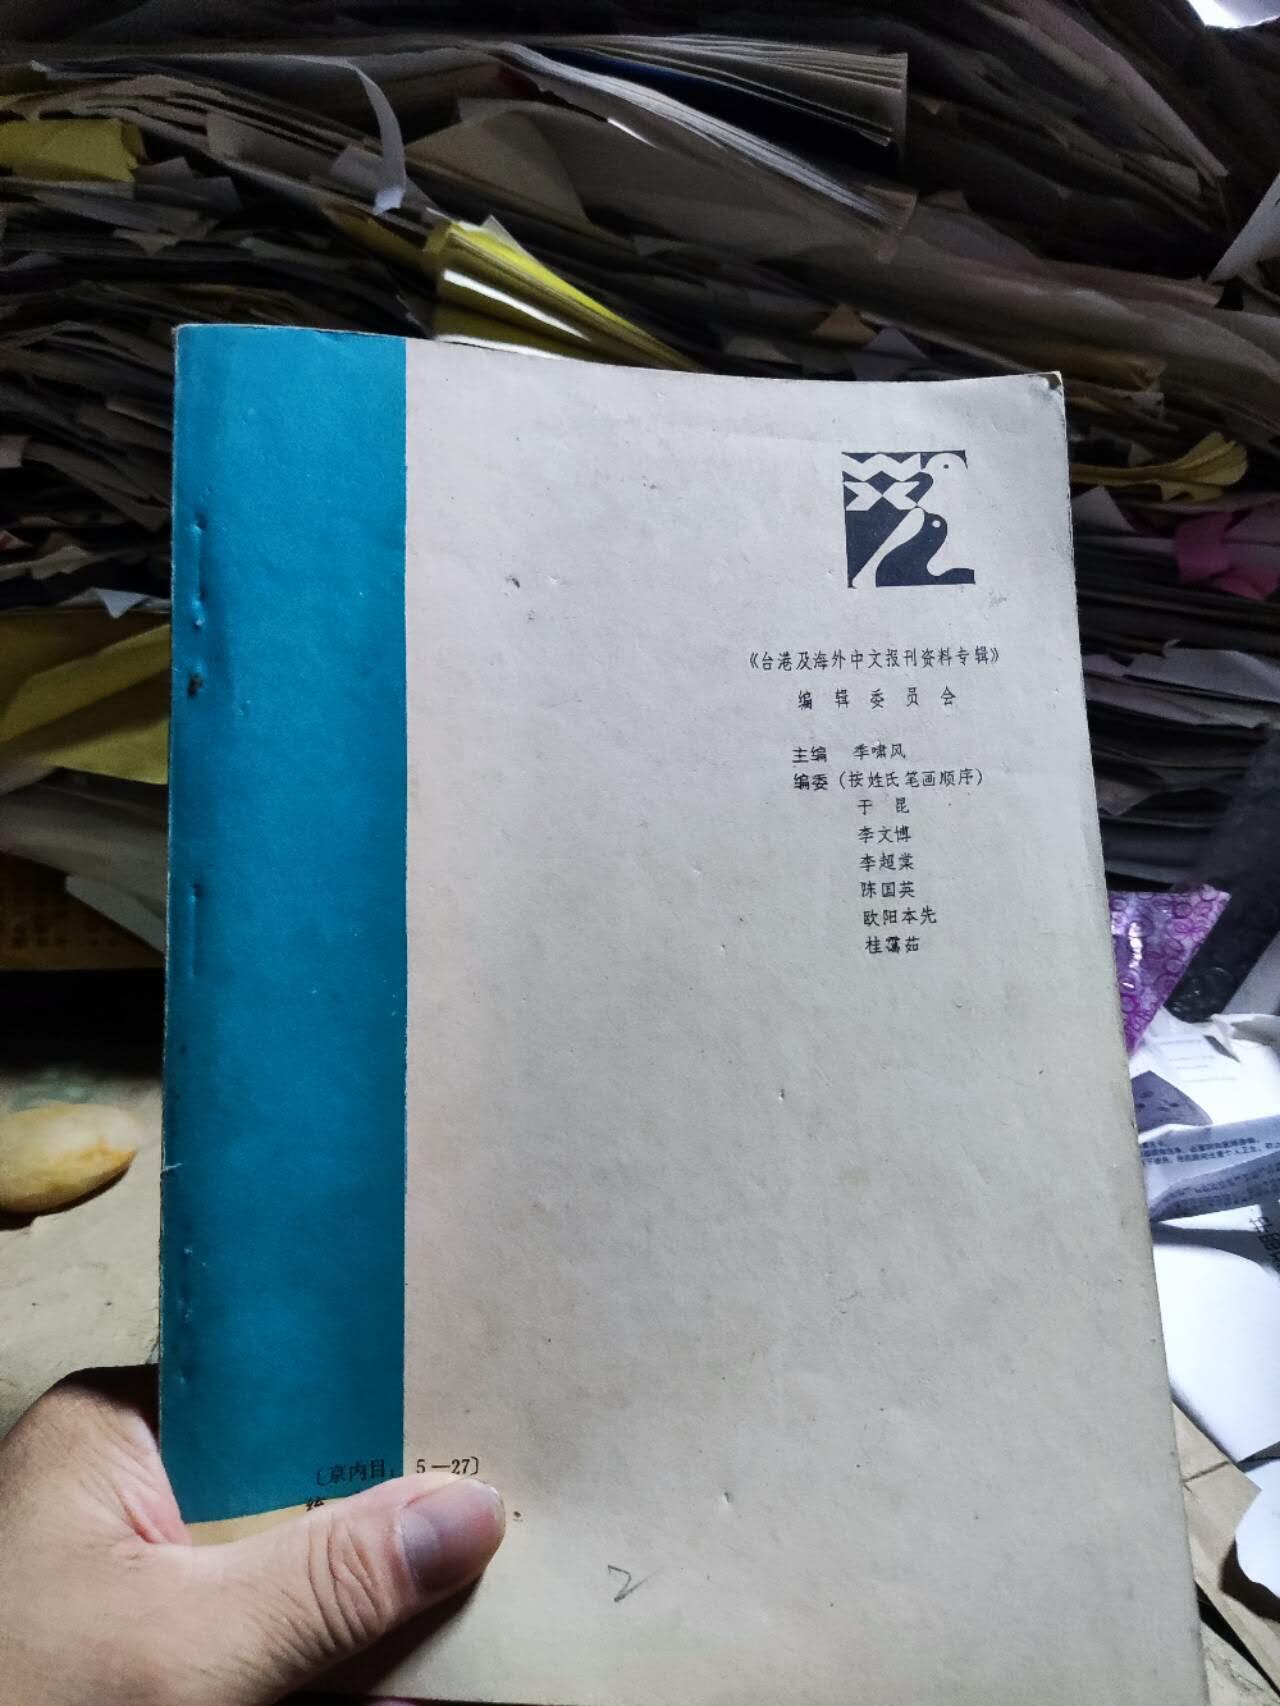 《台港及海外中文报刊资料专辑》
编辑委员会
主编 季啸风
编委（按姓氏笔画顺序）
于昆
李文博
李超棠
陈国英
欧阳本先
桂霭茹
〔京内目：5—27〕
2